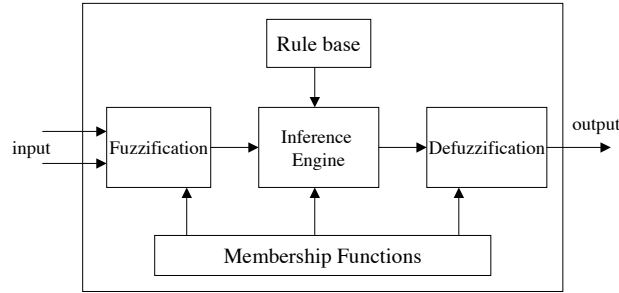 Rule base
input
Fuzzification
Inference
Engine
Defuzzification
output
Membership Functions